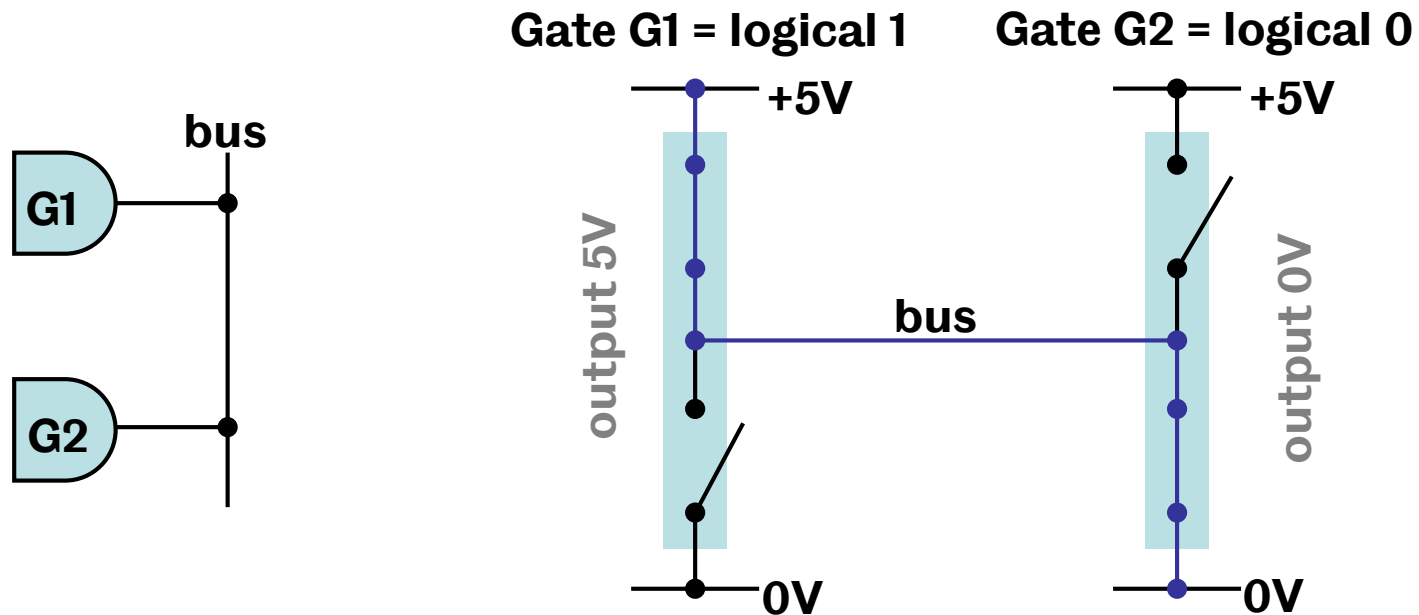 Gate G1 = logical 1
Gate G2 = logical 0
+5V
+5V
bus
G1
output 5V
output 0V
bus
G2
0V
0V